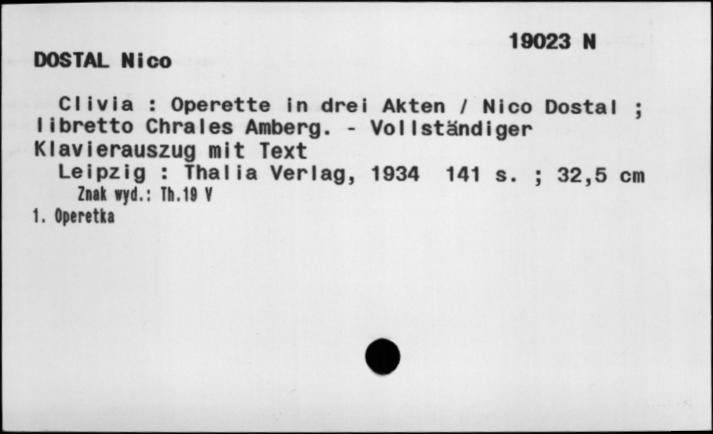 19023 N
DOSTAL Nico
Clivia : Operette in drei Akten / Nico Dostal ;
libretto Chrales Amberg. - Vollständiger
Klavierauszug mit Text
Leipzig : Thalia Verlag, 1934 141 s. ; 32,5 cm
Znak wyd.: Th.19 V
1. Operetka